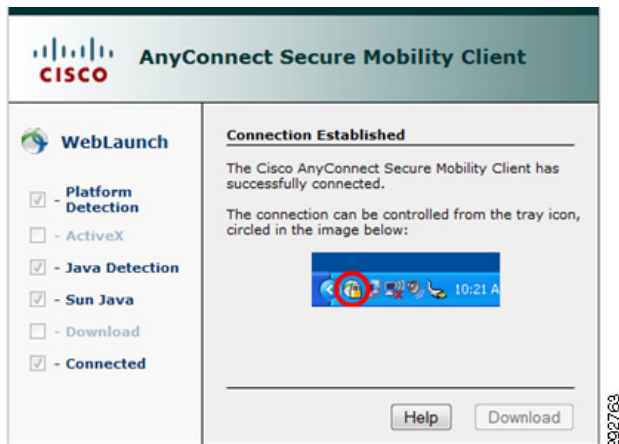 CISCO
AnyConnect Secure Mobility Client
WebLaunch
- Platform
Detection
- ActiveX
- Java Detection
- Sun Java
- Download
- Connected
Connection Established
The Cisco AnyConnect Secure Mobility Client has
successfully connected.
The connection can be controlled from the tray icon,
circled in the image below:
10:21 A
Help
Download
292763